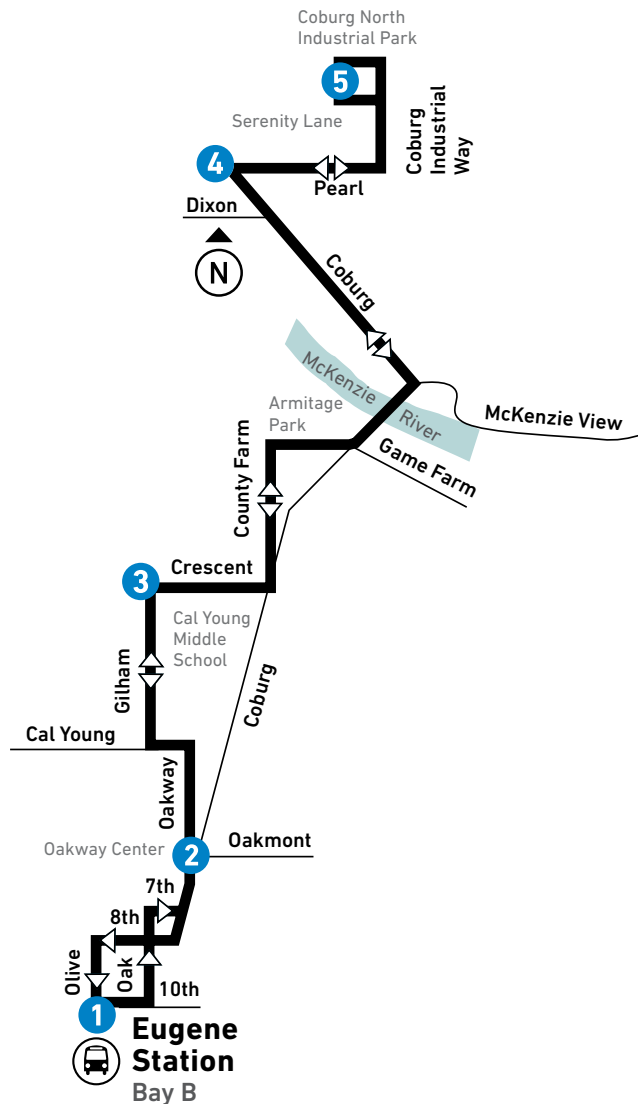 Coburg North
Industrial Park
5
Serenity Lane
Coburg
Industrial
Way
4
Pearl
Dixon
N
Coburg
McKenzie
River
McKenzie View
Armitage
Park
Game Farm
County Farm
Crescent
3
Cal Young
Middle
School
Gilham
Coburg
Cal Young
Oakway
Oakway Center
2
Oakmont
7th
8th
Olive
Oak
10th
1
Eugene
Station
Bay B